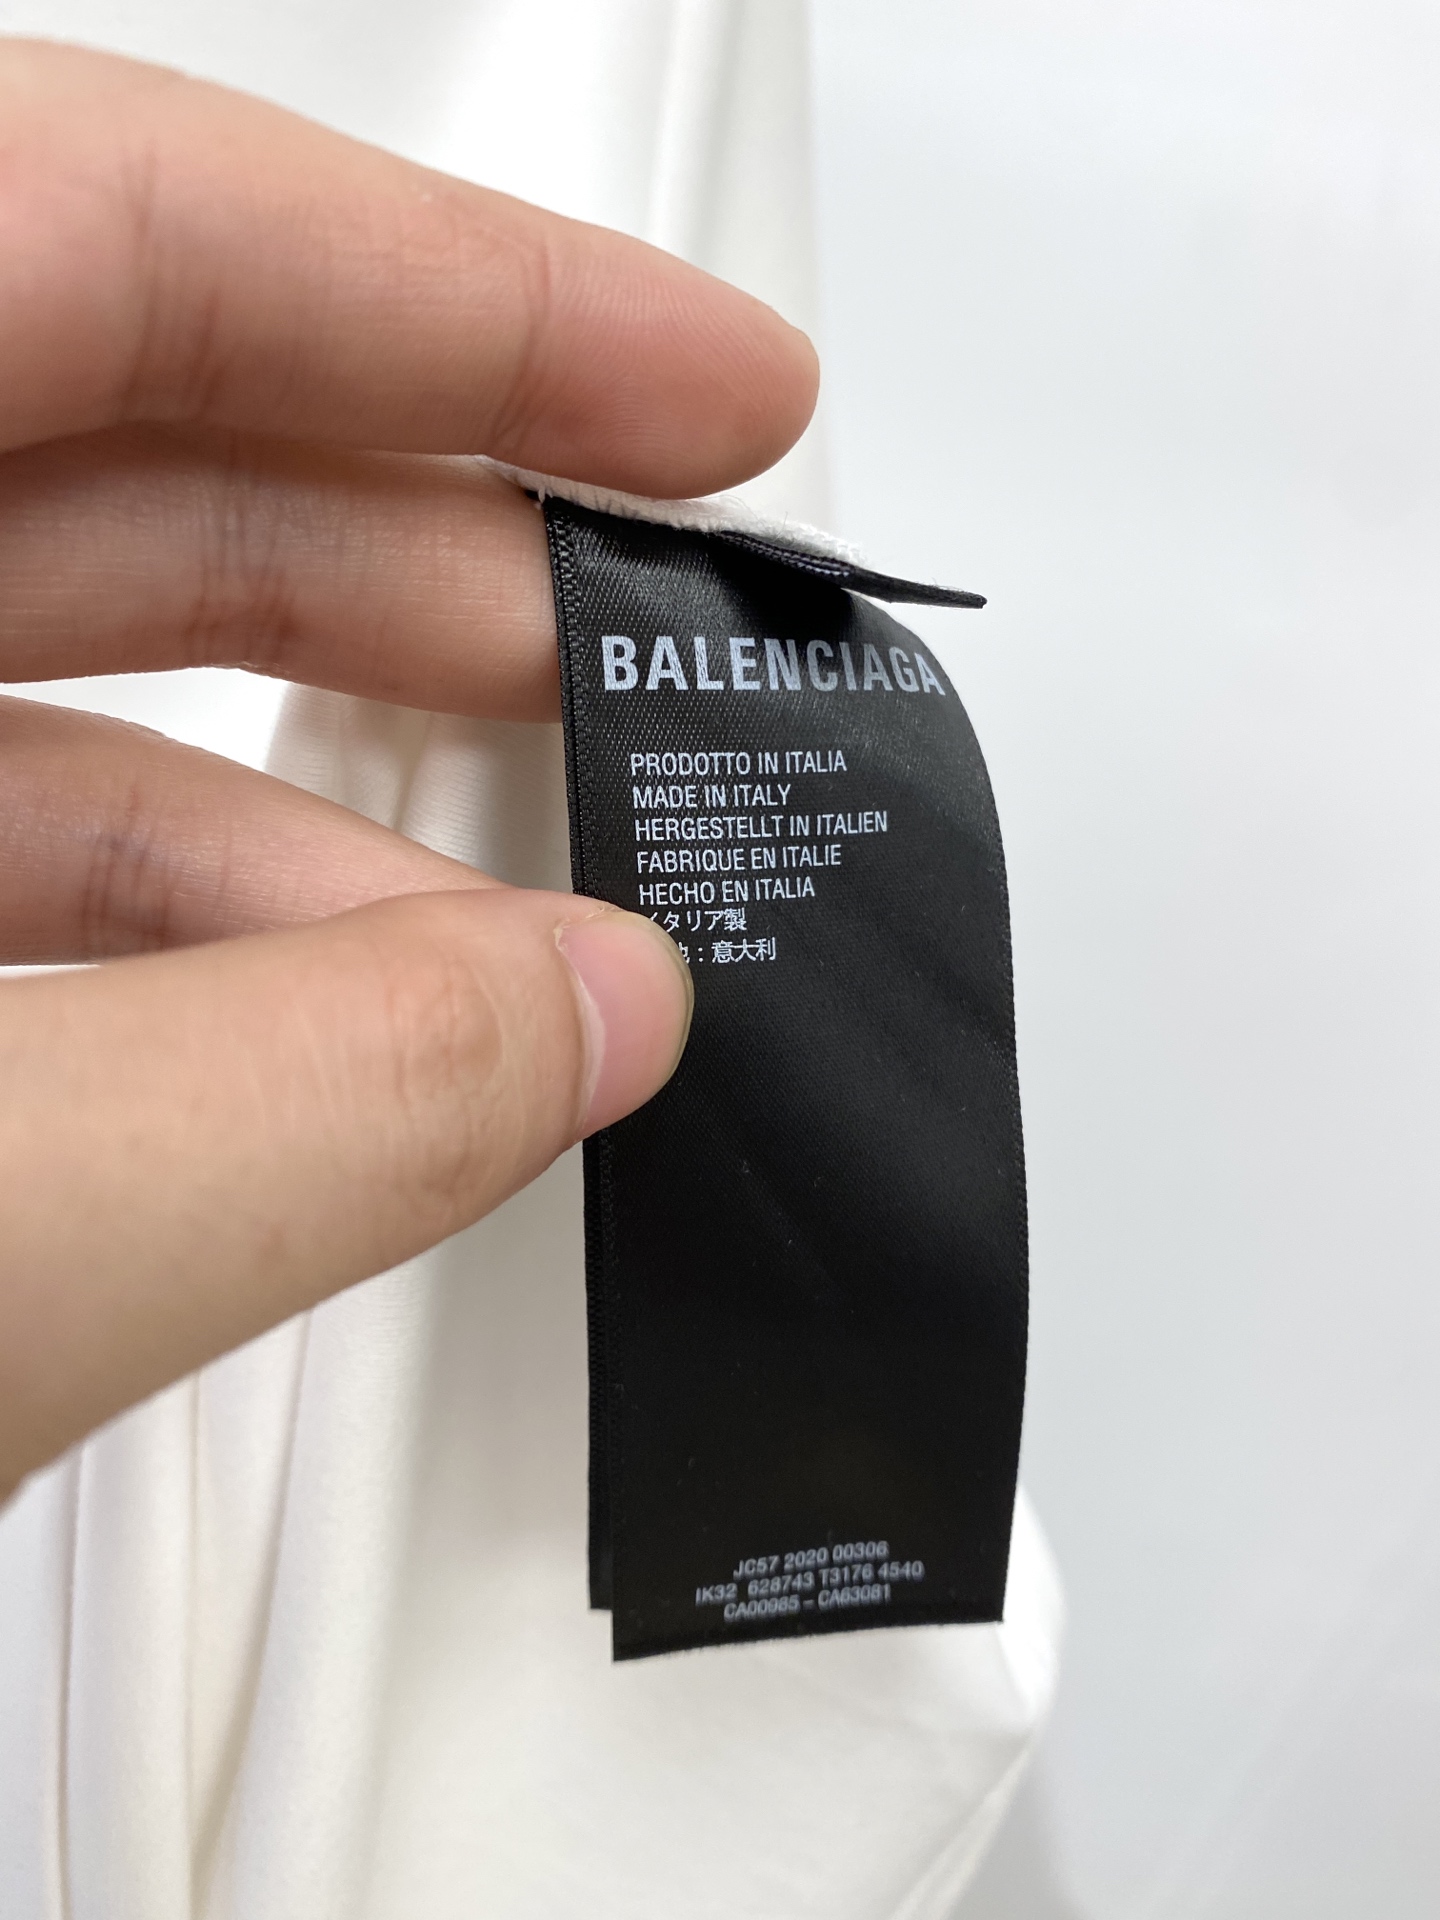 BALENCIAGA
PRODOTTO IN ITALIA
MADE IN ITALY
HERGESTELLT IN ITALIEN
FABRIQUE EN ITALIE
HECHO EN ITALIA
イタリア製
：意大利
JC57 2020 00306
IK32 628743 T3176 4540
CA00985 - CA63081